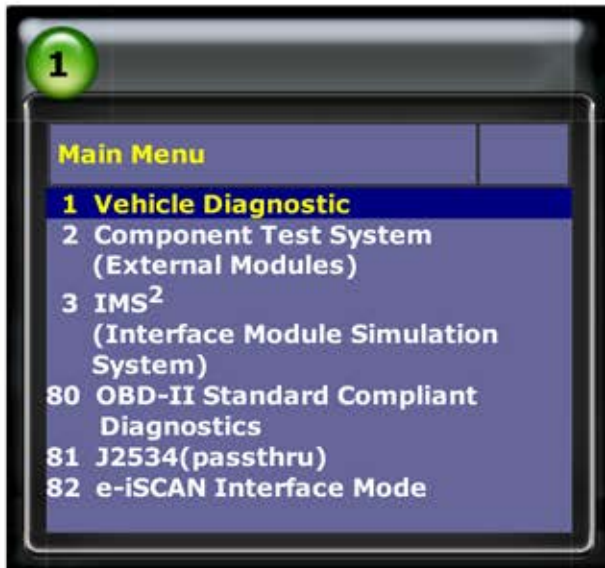 1
Main Menu
1 Vehicle Diagnostic
2 Component Test System
(External Modules)
3 IMS²
(Interface Module Simulation
System)
80 OBD-II Standard Compliant
Diagnostics
81 J2534(passthru)
82 e-iSCAN Interface Mode